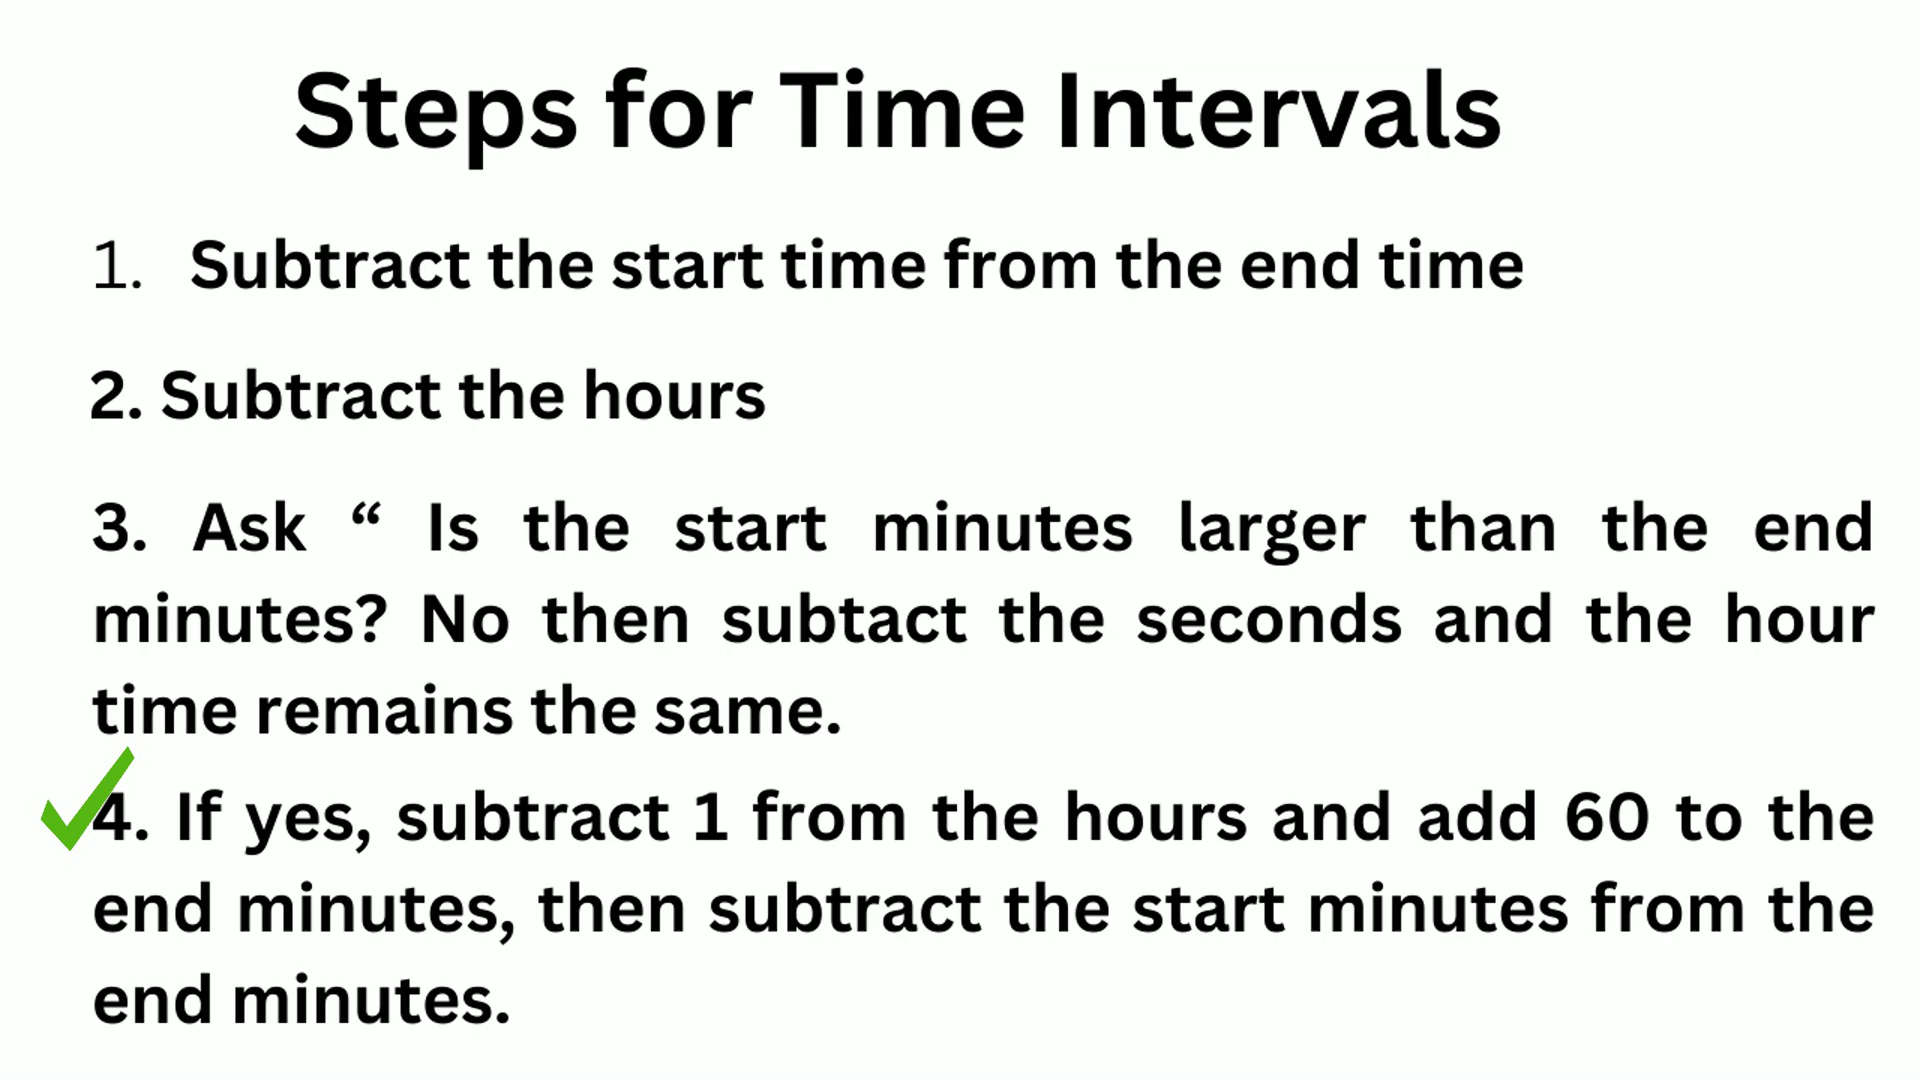 Steps for Time Intervals
1. Subtract the start time from the end time
2. Subtract the hours
3. Ask “ Is the start minutes larger than the end
minutes? No then subtact the seconds and the hour
time remains the same.
4. If yes, subtract 1 from the hours and add 60 to the
end minutes, then subtract the start minutes from the
end minutes.